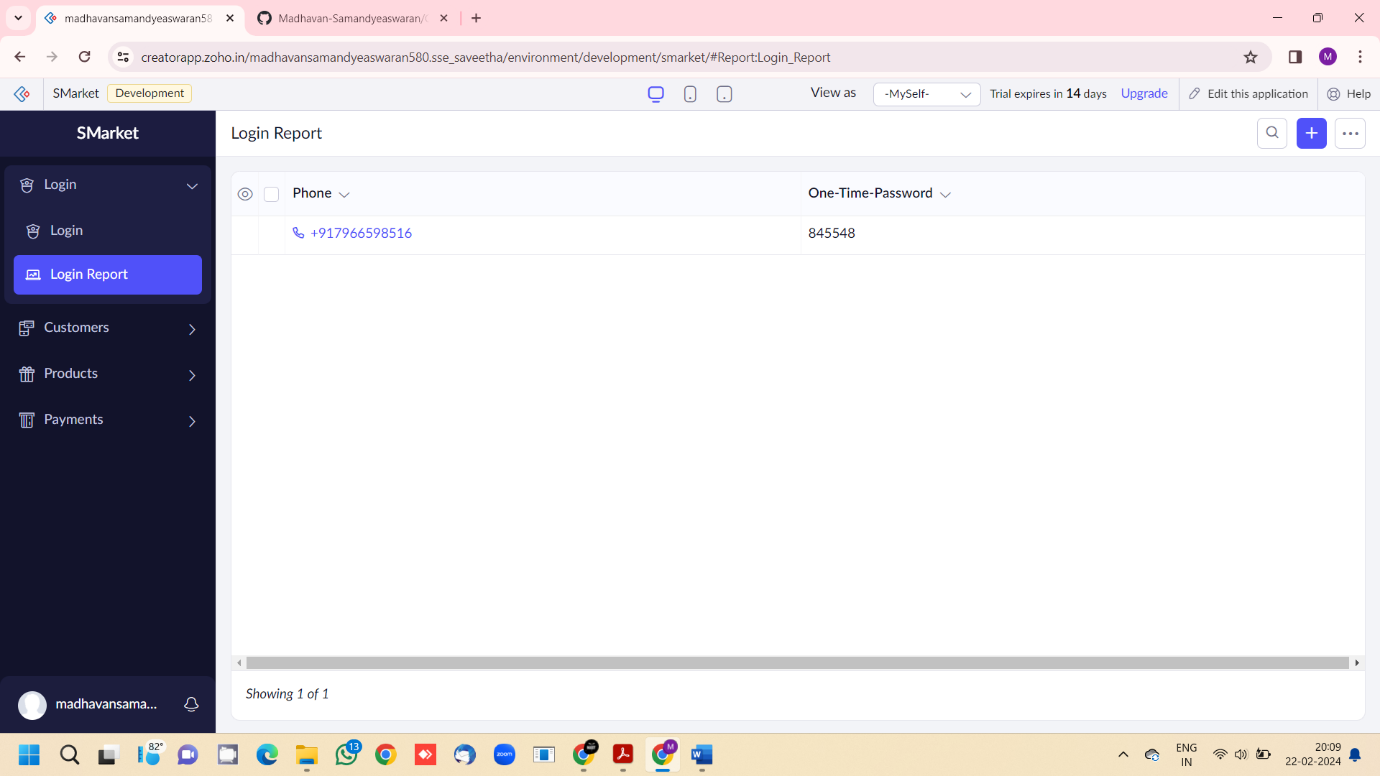 madhavansamandyeaswaran58
Madhavan-Samandyeaswaran/
creatorapp.zoho.in/madhavansamandyeaswaran580.sse_saveetha/environment/development/smarket/#Report:Login_Report
M
SMarket
Development
View as
-MySelf-
Trial expires in 14 days
Upgrade
Edit this application
Help
SMarket
Login Report
Login
Login
Login Report
Customers
Products
Payments
Phone
One-Time-Password
+917966598516
845548
Showing 1 of 1
madhavansama...
82°
zoom
13
M
W
ENG
IN
20:09
22-02-2024